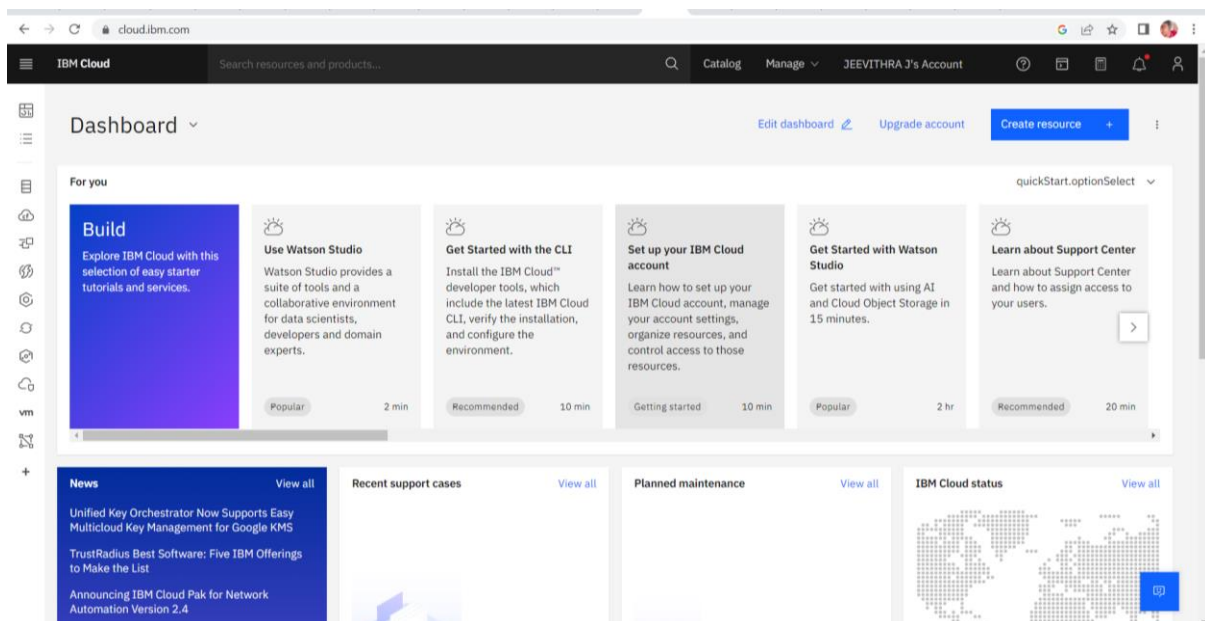 cloud.ibm.com
IBM Cloud
Search resources and products...
Catalog
Manage
JEEVITHRA J's Account
Dashboard
Edit dashboard
Upgrade account
Create resource +
For you
quickStart.optionSelect
Build
Explore IBM Cloud with this
selection of easy starter
tutorials and services.
Use Watson Studio
Watson Studio provides a
suite of tools and a
collaborative environment
for data scientists,
developers and domain
experts.
Popular
2 min
Get Started with the CLI
Install the IBM Cloud™
developer tools, which
include the latest IBM Cloud
CLI, verify the installation,
and configure the
environment.
Recommended
10 min
Set up your IBM Cloud
account
Learn how to set up your
IBM Cloud account, manage
your account settings,
organize resources, and
control access to those
resources.
Getting started
10 min
Get Started with Watson
Studio
Get started with using AI
and Cloud Object Storage in
15 minutes.
Popular
2 hr
Learn about Support Center
Learn about Support Center
and how to assign access to
your users.
Recommended
20 min
vm
News
View all
Unified Key Orchestrator Now Supports Easy
Multicloud Key Management for Google KMS
TrustRadius Best Software: Five IBM Offerings
to Make the List
Announcing IBM Cloud Pak for Network
Automation Version 2.4
Recent support cases
View all
Planned maintenance
View all
IBM Cloud status
View all